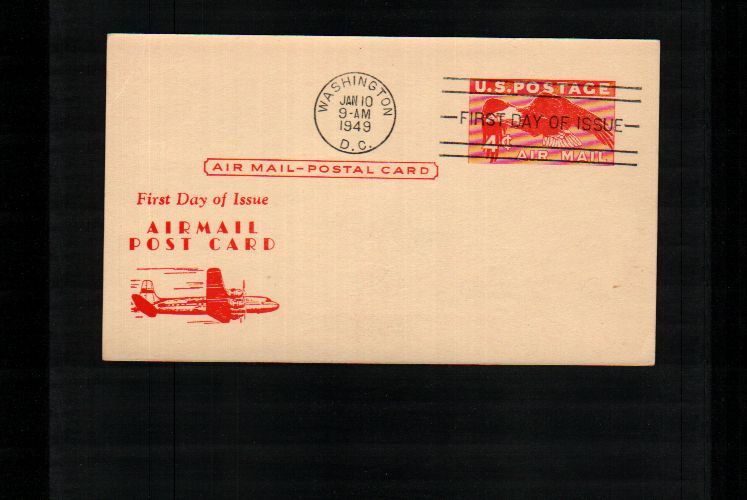 WASHINGTON
JAN 10
9-AM
1949
D.C.
U.S. POSTAGE
FIRST DAY OF ISSUE
4¢ AIR MAIL
AIR MAIL-POSTAL CARD
First Day of Issue
AIRMAIL
POST CARD